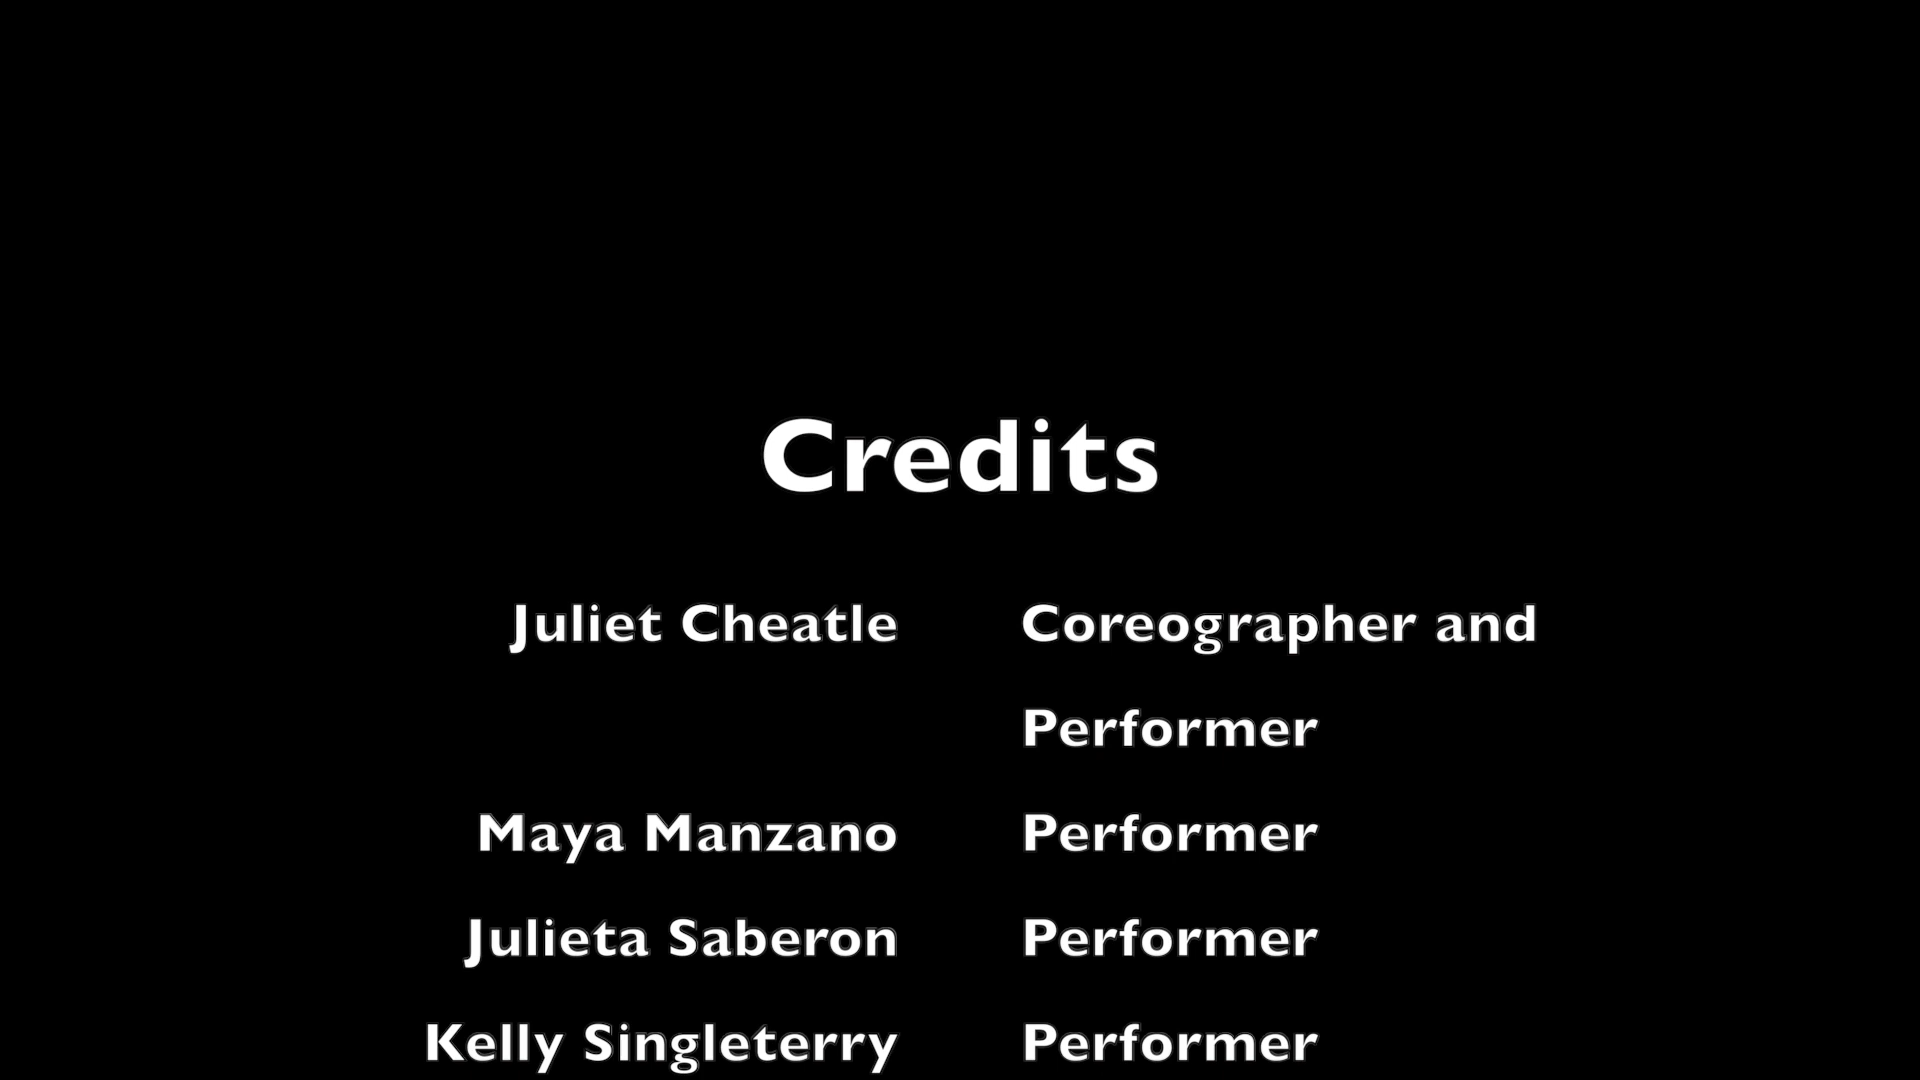 Credits
Juliet Cheatle Coreographer and
Performer
Maya Manzano Performer
Julieta Saberon Performer
Kelly Singleterry Performer